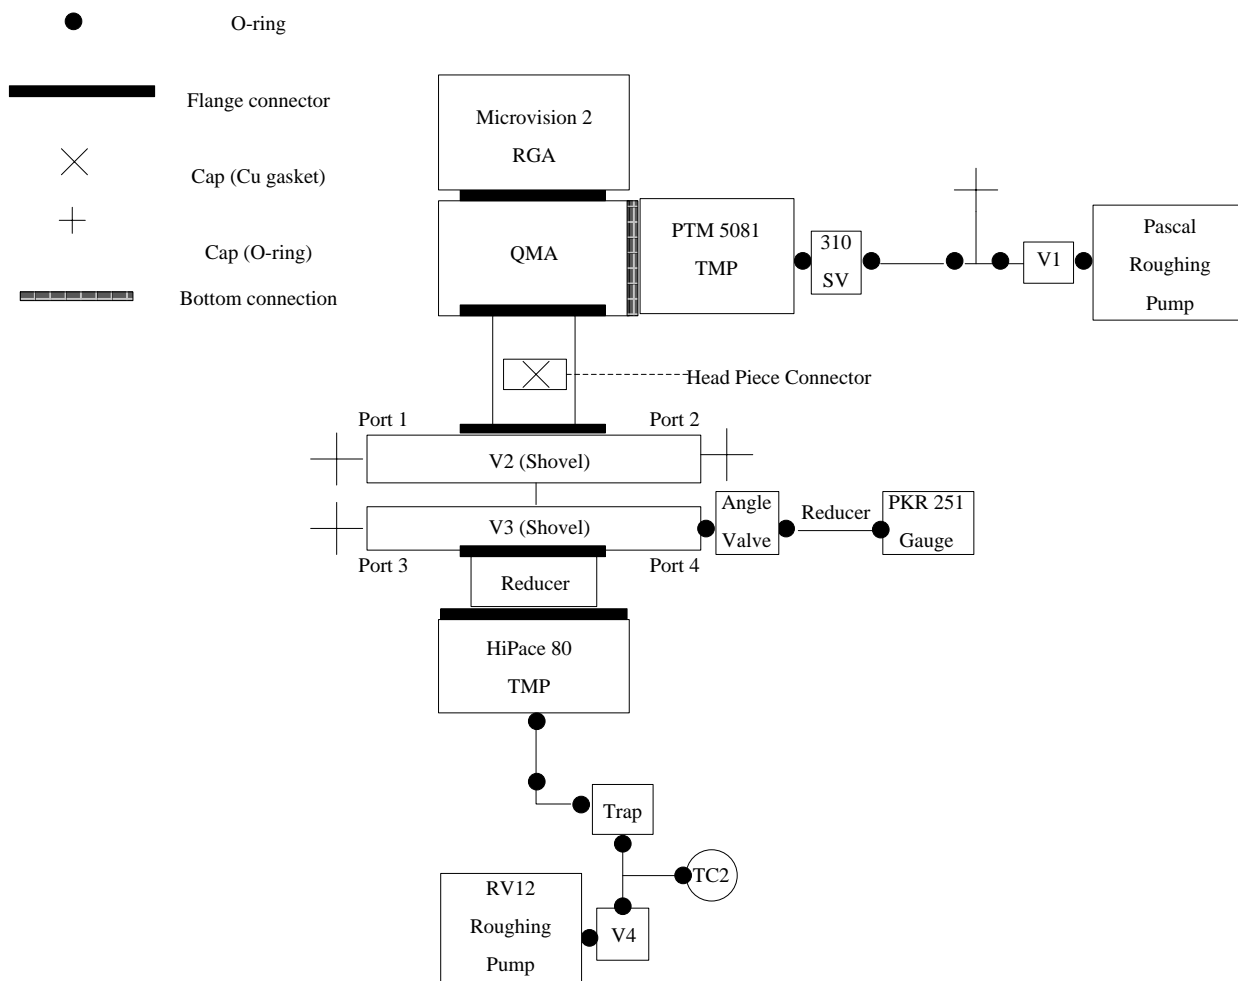 O-ring
Flange connector
Cap (Cu gasket)
Cap (O-ring)
Bottom connection
Microvision 2
RGA
QMA
PTM 5081
TMP
310
SV
V1
Pascal
Roughing
Pump
Head Piece Connector
Port 1
Port 2
V2 (Shovel)
V3 (Shovel)
Angle
Valve
Reducer
PKR 251
Gauge
Port 3
Port 4
Reducer
HiPace 80
TMP
Trap
TC2
RV12
Roughing
Pump
V4